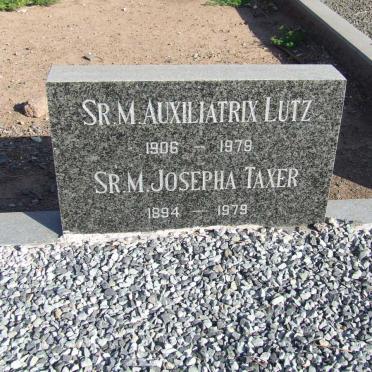 SR. M. AUXILIATRIX LUTZ
1906 — 1979
SR. M. JOSEPHA TAXER
1894 — 1979